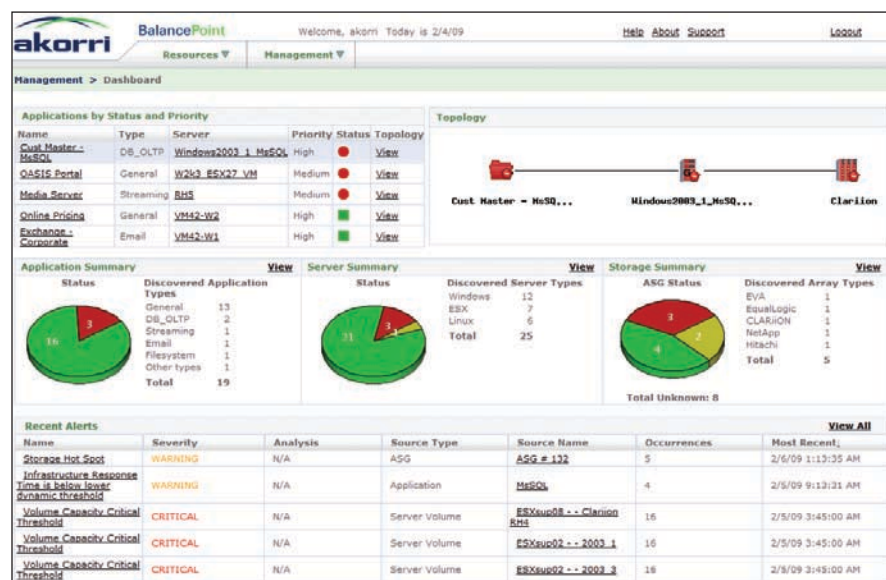 akorri
BalancePoint
Welcome, akorri Today is 2/4/09
Help About Support
Logout
Resources
Management
Management > Dashboard
Applications by Status and Priority
Name Type Server Priority Status Topology
Cust Master - MsSQL DB_OLTP Windows2003_1_MsSQL High View
OASIS Portal General W2k3_ESX27_VM Medium View
Media Server Streaming RH5 Medium View
Online Pricing General VM42-W2 High View
Exchange - Corporate Email VM42-W1 High View
Topology
Cust Master - MsSQ...
Windows2003_1_MsSQ...
Clariion
Application Summary View
Status
3
16
Discovered Application Types
General 13
DB_OLTP 2
Streaming 1
Email 1
Filesystem 1
Other types 1
Total 19
Server Summary View
Status
21
3
1
Discovered Server Types
Windows 12
ESX 7
Linux 6
Total 25
Storage Summary View
ASG Status
3
2
4
Total Unknown: 8
Discovered Array Types
EVA 1
EqualLogic 1
CLARiiON 1
NetApp 1
Hitachi 1
Total 5
Recent Alerts View All
Name Severity Analysis Source Type Source Name Occurrences Most Recent
Storage Hot Spot WARNING N/A ASG ASG # 132 5 2/6/09 1:13:35 AM
Infrastructure Response Time is below lower dynamic threshold WARNING N/A Application MsSQL 4 2/5/09 9:13:31 AM
Volume Capacity Critical Threshold CRITICAL N/A Server Volume ESXsup08 - - Clariion RH4 16 2/5/09 3:45:00 AM
Volume Capacity Critical Threshold CRITICAL N/A Server Volume ESXsup02 - - 2003_1 16 2/5/09 3:45:00 AM
Volume Capacity Critical Threshold CRITICAL N/A Server Volume ESXsup02 - - 2003_3 16 2/5/09 3:45:00 AM